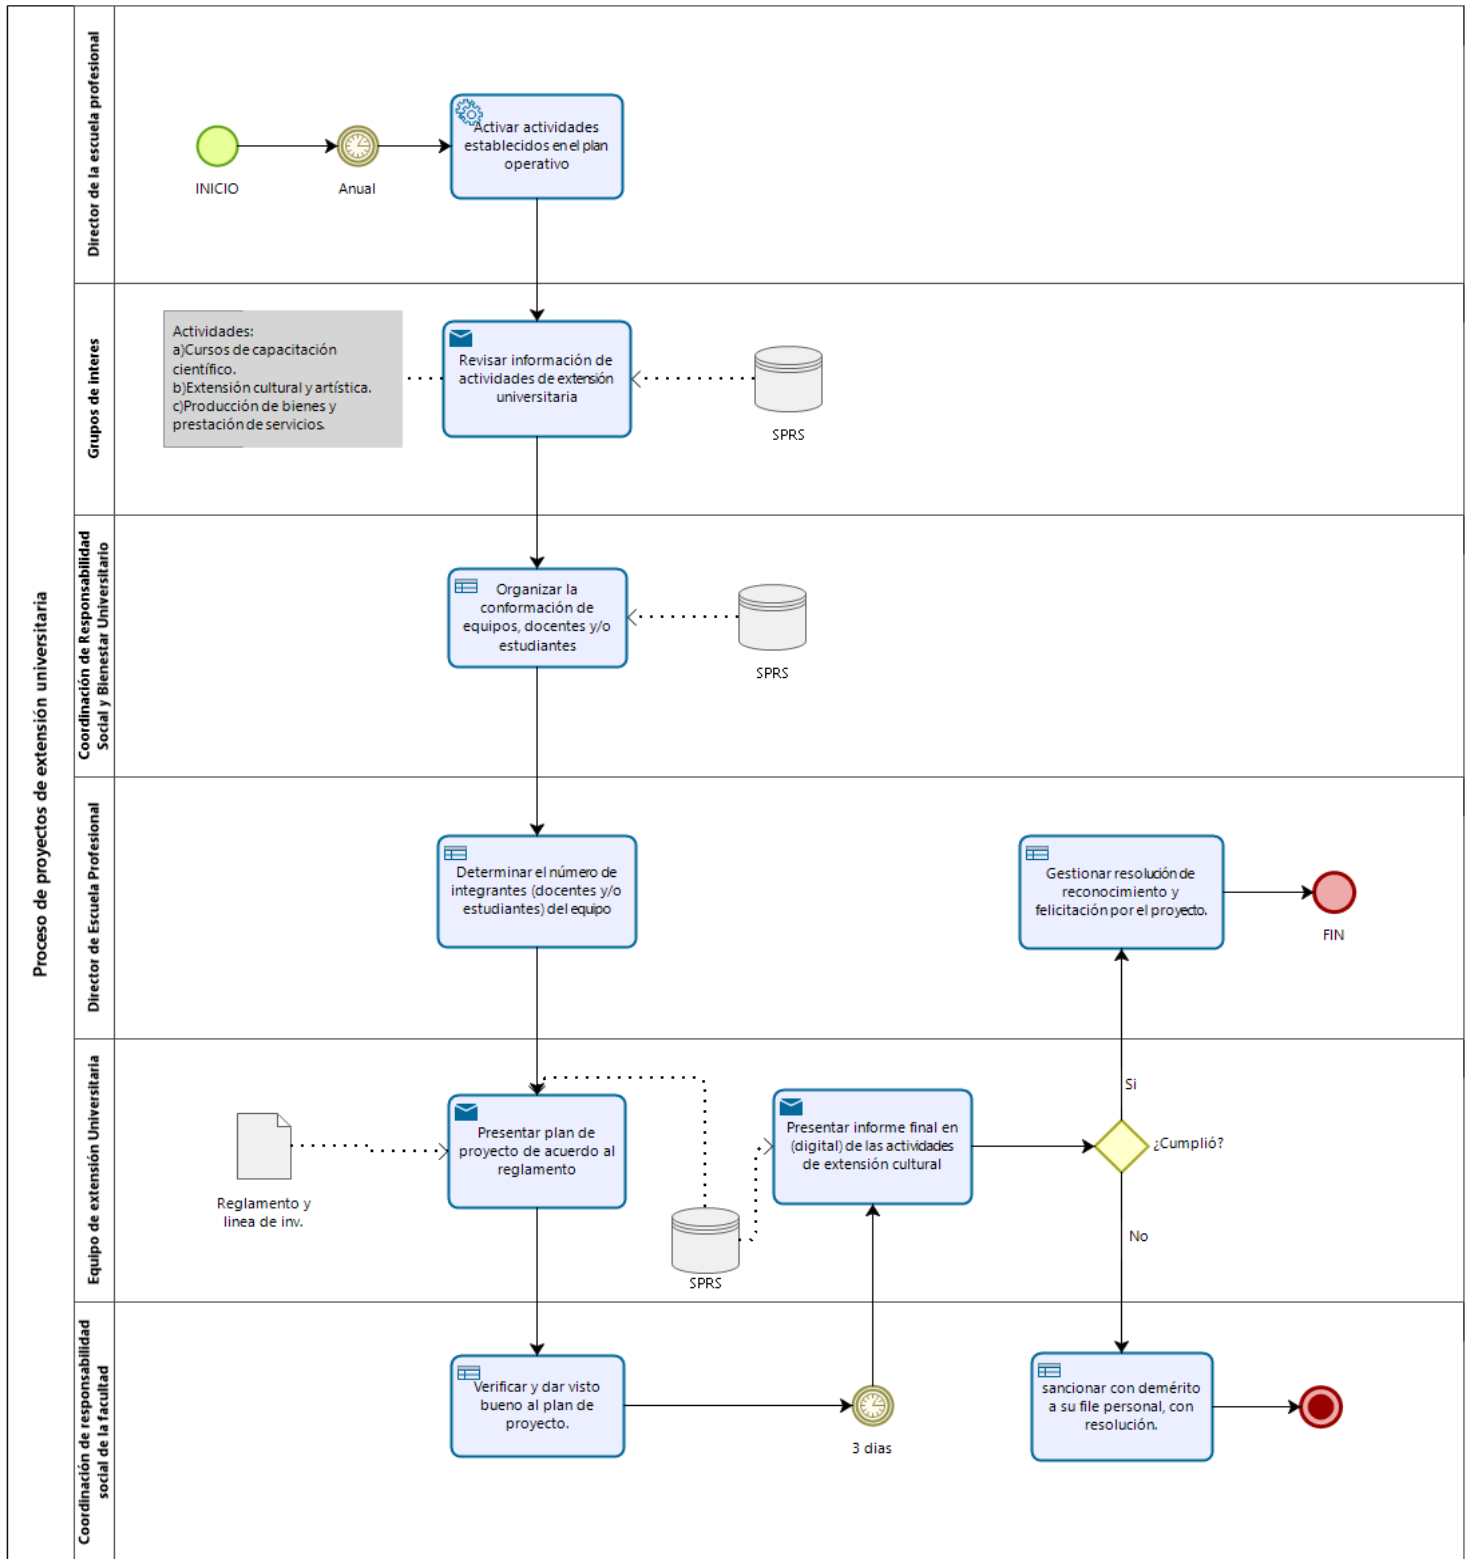 Proceso de proyectos de extensión universitaria
Director de la escuela profesional
INICIO
Anual
Activar actividades
establecidos en el plan
operativo
Grupos de interes
Actividades:
a)Cursos de capacitación
científico.
b)Extensión cultural y artística.
c)Producción de bienes y
prestación de servicios.
Revisar información de
actividades de extensión
universitaria
SPRS
Coordinación de Responsabilidad
Social y Bienestar Universitario
Organizar la
conformación de
equipos, docentes y/o
estudiantes
SPRS
Director de Escuela Profesional
Determinar el número de
integrantes (docentes y/o
estudiantes) del equipo
Gestionar resolución de
reconocimiento y
felicitación por el proyecto.
FIN
Equipo de extensión Universitaria
Reglamento y
linea de inv.
Presentar plan de
proyecto de acuerdo al
reglamento
SPRS
Presentar informe final en
(digital) de las actividades
de extensión cultural
Si
¿Cumplió?
No
Coordinación de responsabilidad
social de la facultad
Verificar y dar visto
bueno al plan de
proyecto.
3 dias
sancionar con demérito
a su file personal, con
resolución.